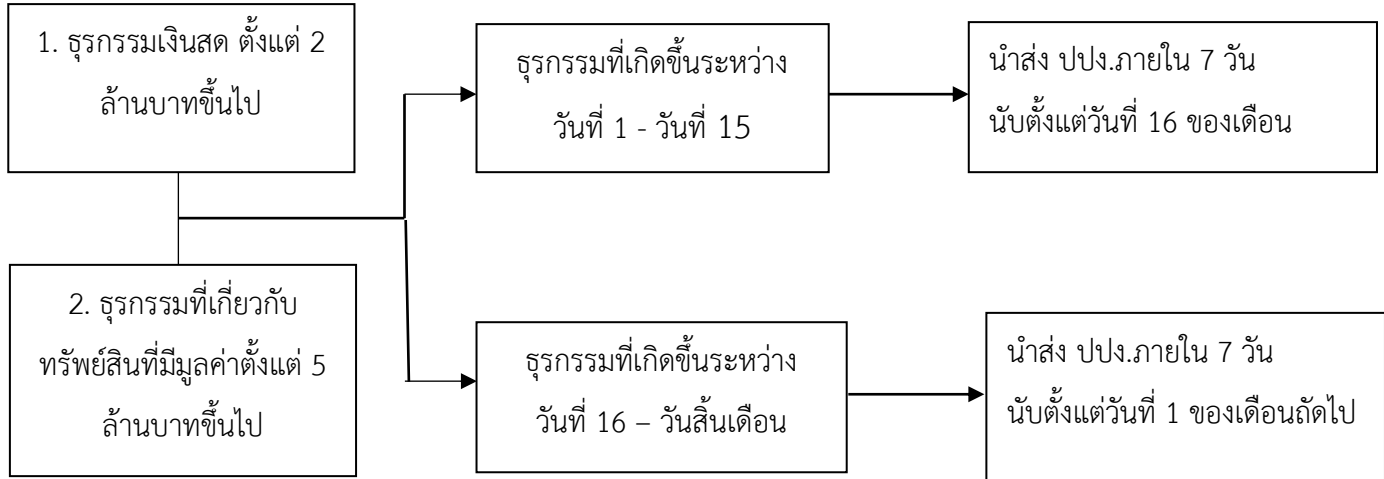 1. ธุรกรรมเงินสด ตั้งแต่ 2
ล้านบาทขึ้นไป
ธุรกรรมที่เกิดขึ้นระหว่าง
วันที่ 1 - วันที่ 15
นำส่ง ปปง.ภายใน 7 วัน
นับตั้งแต่วันที่ 16 ของเดือน
2. ธุรกรรมที่เกี่ยวกับ
ทรัพย์สินที่มีมูลค่าตั้งแต่ 5
ล้านบาทขึ้นไป
ธุรกรรมที่เกิดขึ้นระหว่าง
วันที่ 16 – วันสิ้นเดือน
นำส่ง ปปง.ภายใน 7 วัน
นับตั้งแต่วันที่ 1 ของเดือนถัดไป